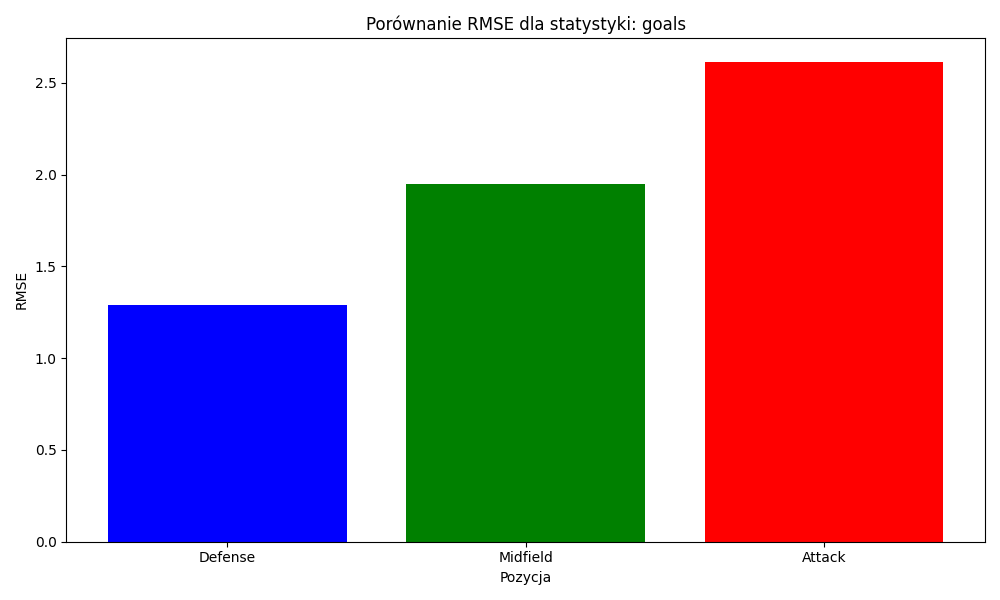 Porównanie RMSE dla statystyki: goals
RMSE
2.5
2.0
1.5
1.0
0.5
0.0
Defense Midfield Attack
Pozycja